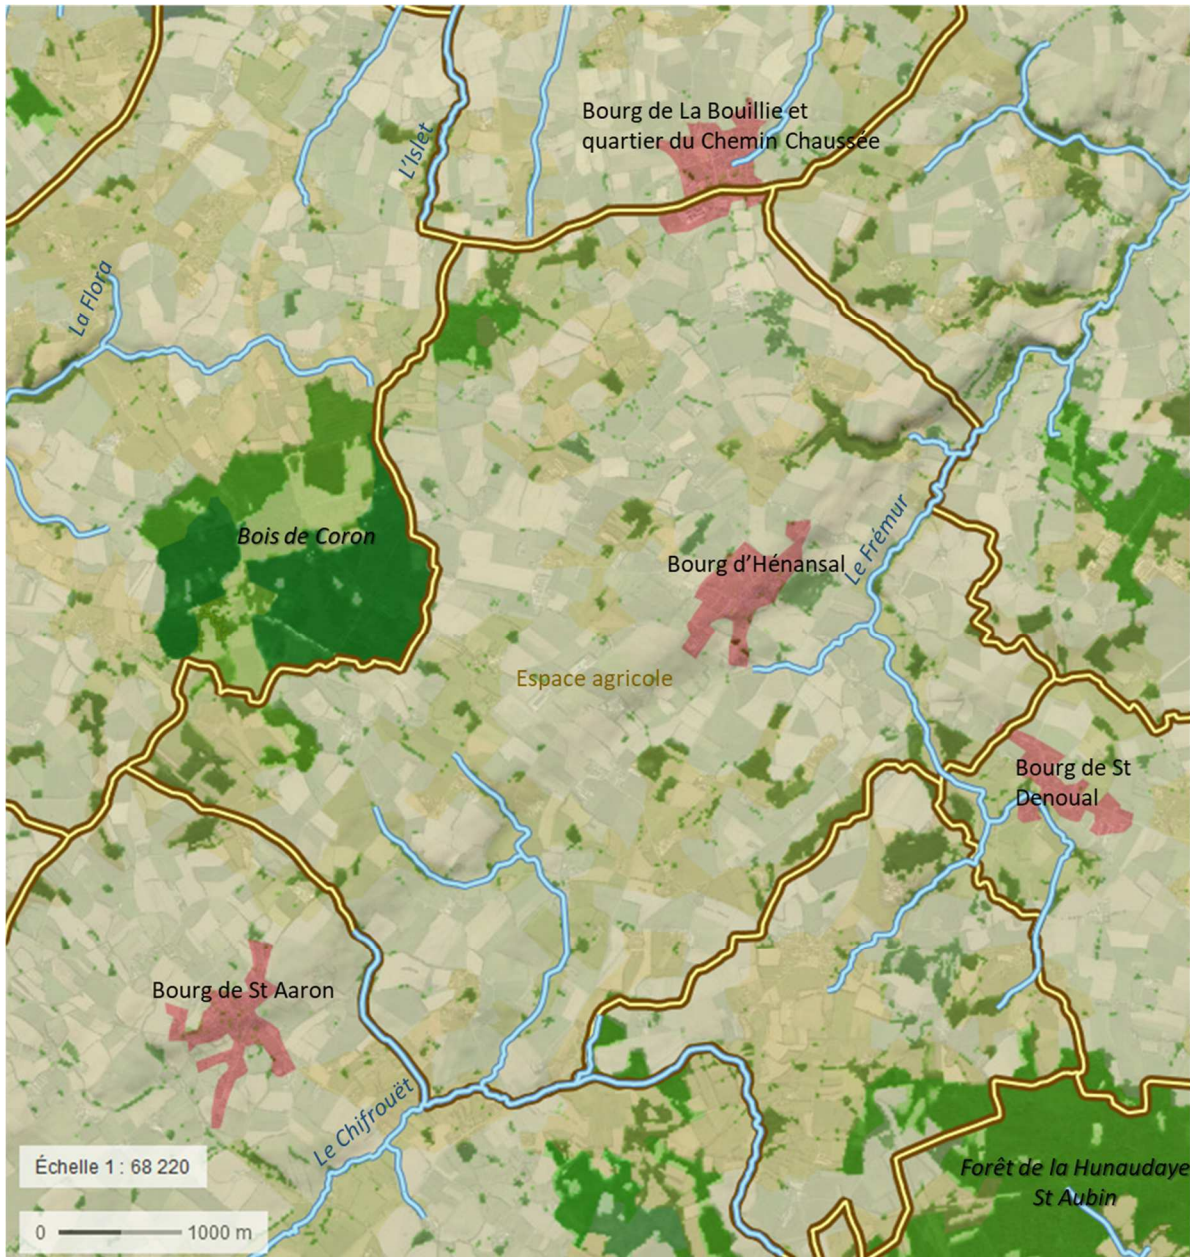 Bourg de La Bouillie et
quartier du Chemin Chaussée
L'Islet
La Flora
Bois de Coron
Bourg d'Hénansal
Le Frémur
Espace agricole
Bourg de St
Denoual
Bourg de St Aaron
Le Chifrouët
Échelle 1 : 68 220
Forêt de la Hunaudaye
St Aubin
0 1000 m